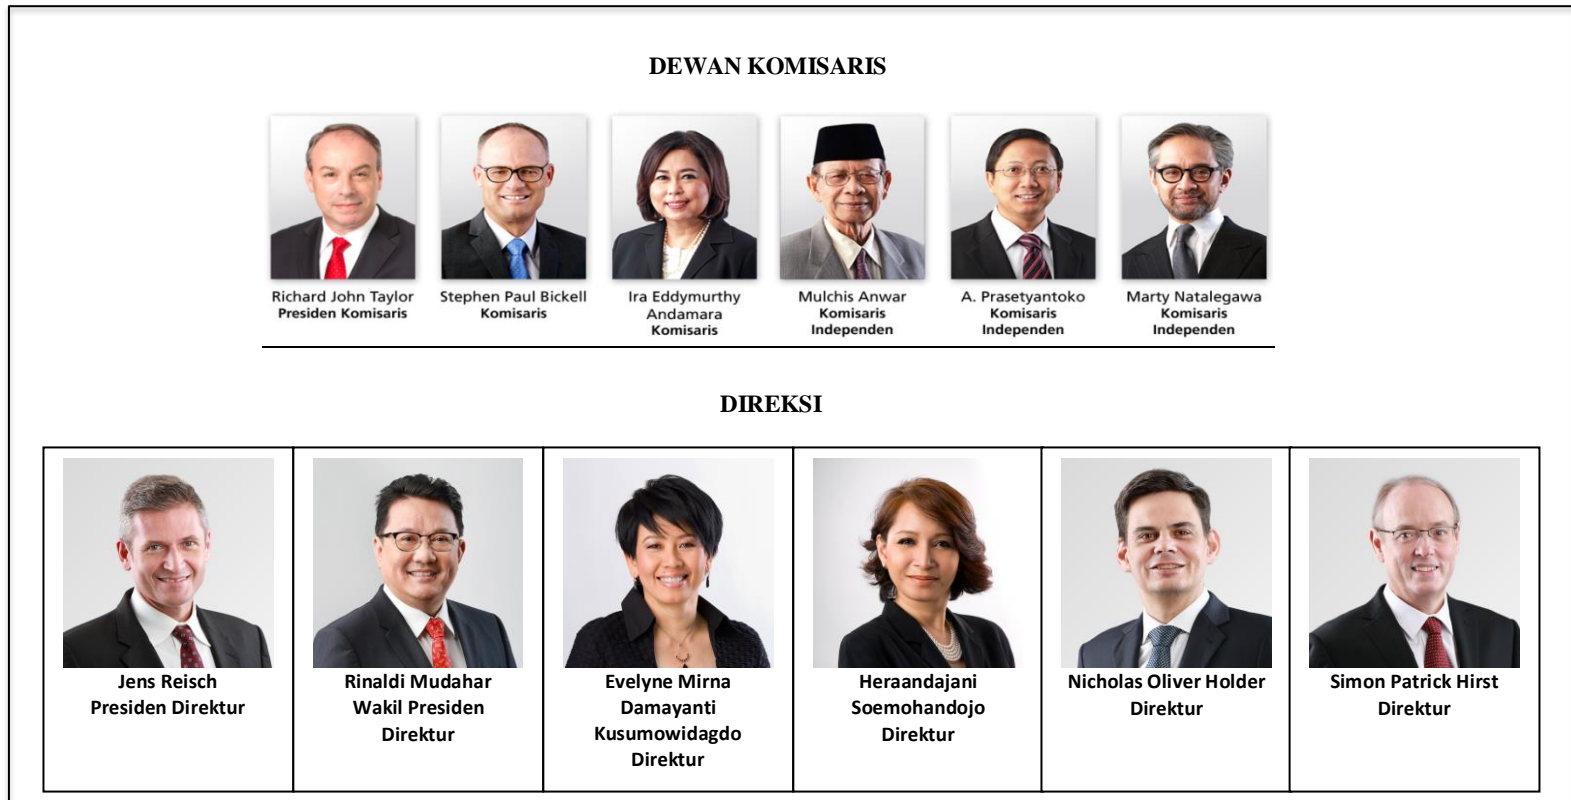 DEWAN KOMISARIS
Richard John Taylor
Presiden Komisaris
Stephen Paul Bickell
Komisaris
Ira Eddymurthy
Andamara
Komisaris
Mulchis Anwar
Komisaris
Independen
A. Prasetyantoko
Komisaris
Independen
Marty Natalegawa
Komisaris
Independen
DIREKSI
Jens Reisch
Presiden Direktur
Rinaldi Mudahar
Wakil Presiden
Direktur
Evelyne Mirna
Damayanti
Kusumowidagdo
Direktur
Heraandajani
Soemohandojo
Direktur
Nicholas Oliver Holder
Direktur
Simon Patrick Hirst
Direktur